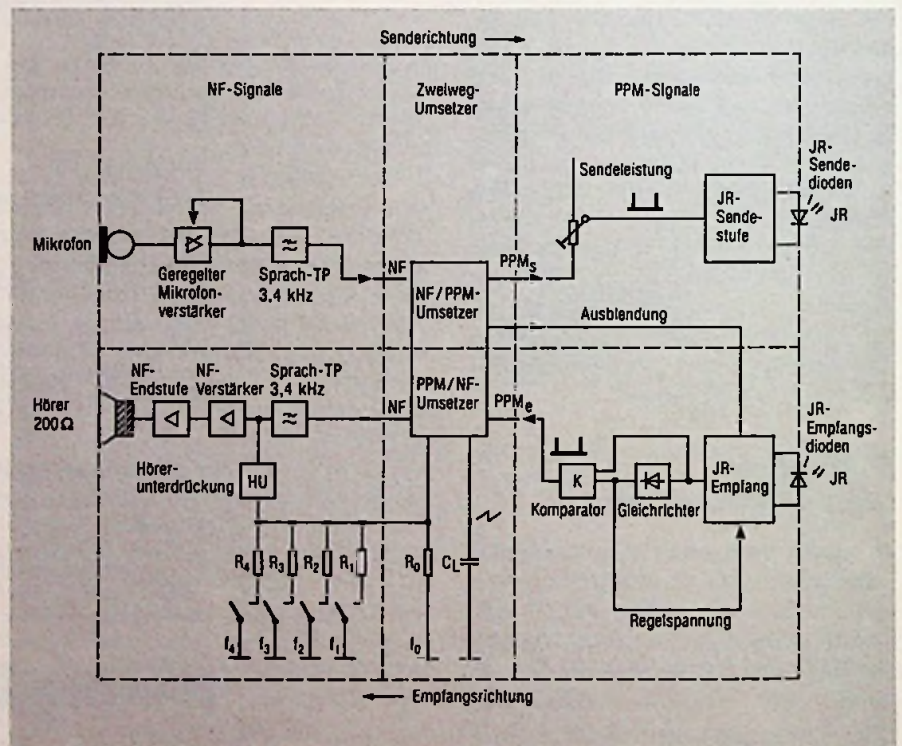 Senderichtung
NF-Signale
Zweiweg-
Umsetzer
PPM-Signale
JR-
Sende-
dioden
JR
Sendeleistung
JR-
Sende-
stufe
Mikrofon
Geregelter
Mikrofon-
verstärker
Sprach-TP
3,4 kHz
NF
NF/PPM-
Umsetzer
PPMs
Ausblendung
Hörer
200Ω
NF-
Endstufe
NF-
Verstärker
Sprach-TP
3,4 kHz
NF
PPM/NF-
Umsetzer
PPMe
JR-
Empfangs-
dioden
JR
Hörer-
unterdrückung
HU
K
Komparator
Gleichrichter
JR-
Empfang
R4
R3
R2
R1
R0
CL
f4
f3
f2
f1
f0
Regelspannung
Empfangsrichtung